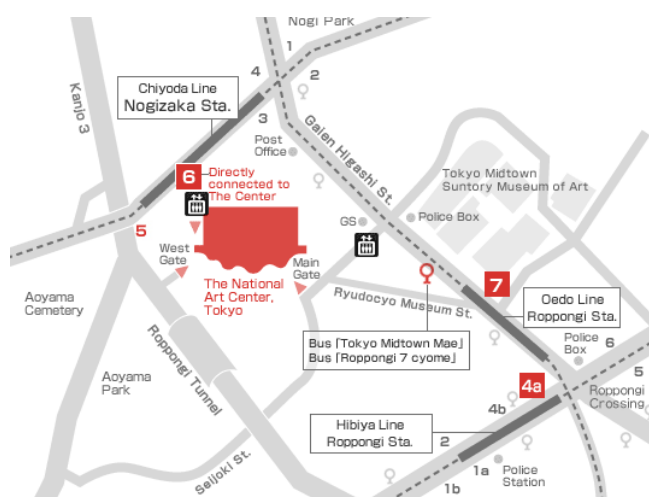 Nogi Park
1
2
4
3
Chiyoda Line
Nogizaka Sta.
Kanjo 3
Post
Office
Gaien Higashi St.
6
Directly
connected to
The Center
5
West
Gate
Main
Gate
The National
Art Center,
Tokyo
GS
Police Box
Tokyo Midtown
Suntory Museum of Art
7
Ryudocyo Museum St.
Oedo Line
Roppongi Sta.
Bus「Tokyo Midtown Mae」
Bus「Roppongi 7 cyome」
Aoyama
Cemetery
Aoyama
Park
Roppongi Tunnel
Seijoki St.
Police
Box
6
5
Roppongi
Crossing
4a
4b
Hibiya Line
Roppongi Sta.
2
1a
1b
Police
Station